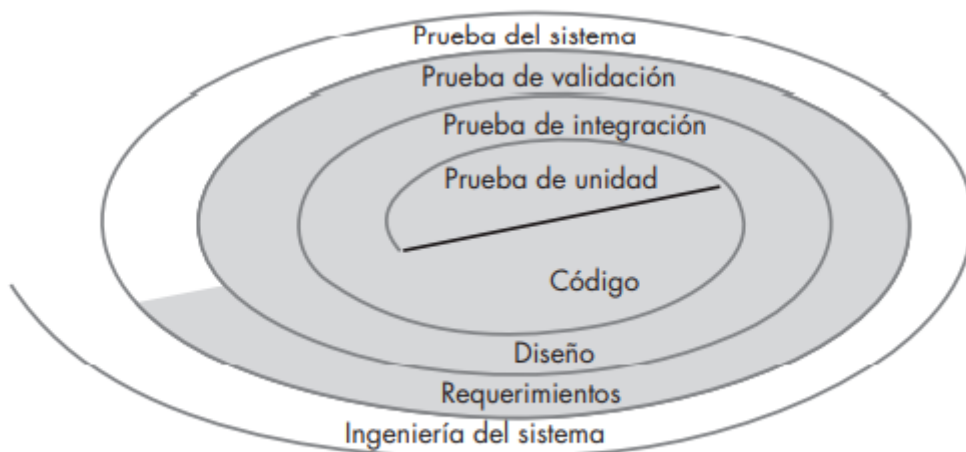 Prueba del sistema
Prueba de validación
Prueba de integración
Prueba de unidad
Código
Diseño
Requerimientos
Ingeniería del sistema